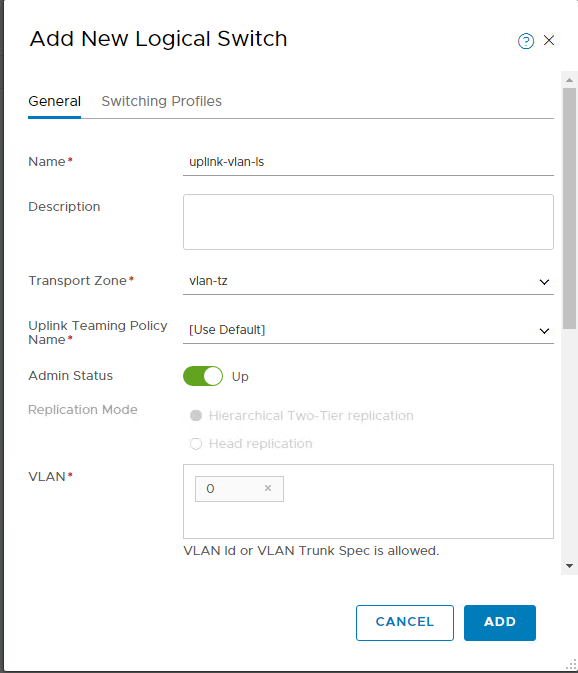 Add New Logical Switch
General Switching Profiles
Name* uplink-vlan-ls
Description
Transport Zone* vlan-tz
Uplink Teaming Policy
Name* [Use Default]
Admin Status Up
Replication Mode
Hierarchical Two-Tier replication
Head replication
VLAN*
0 ×
VLAN Id or VLAN Trunk Spec is allowed.
CANCEL ADD